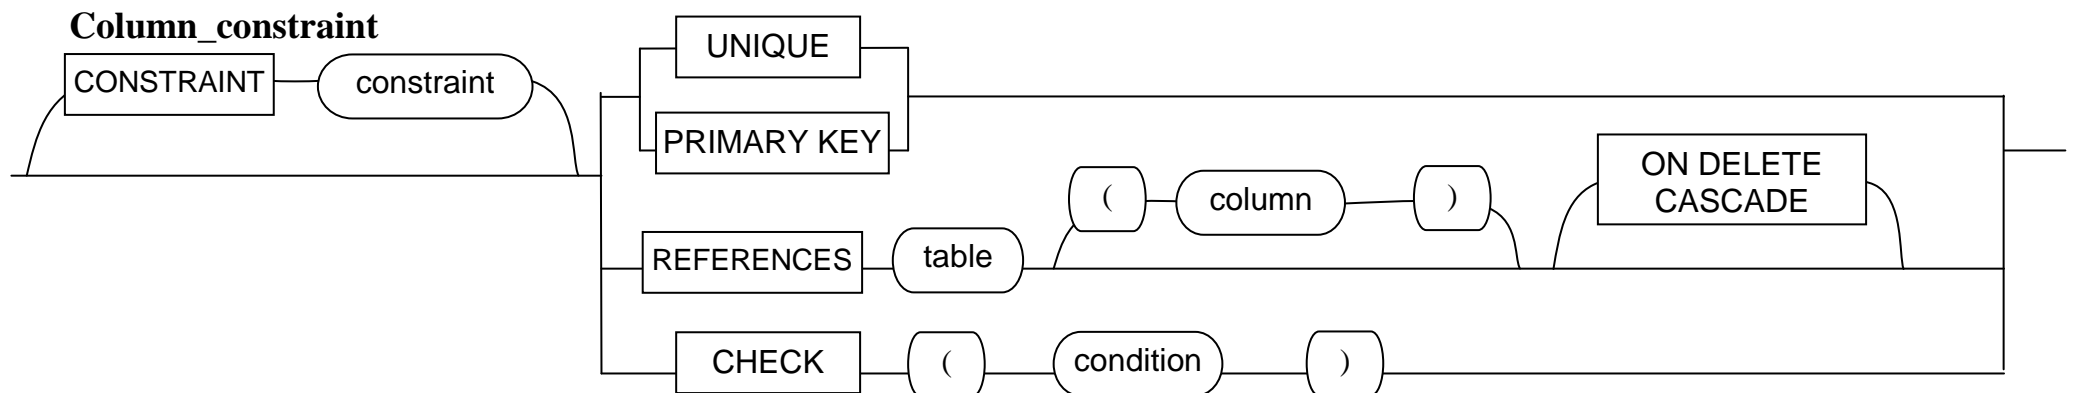 Column_constraint
CONSTRAINT constraint
UNIQUE
PRIMARY KEY
REFERENCES table ( column ) ON DELETE
CASCADE
CHECK ( condition )